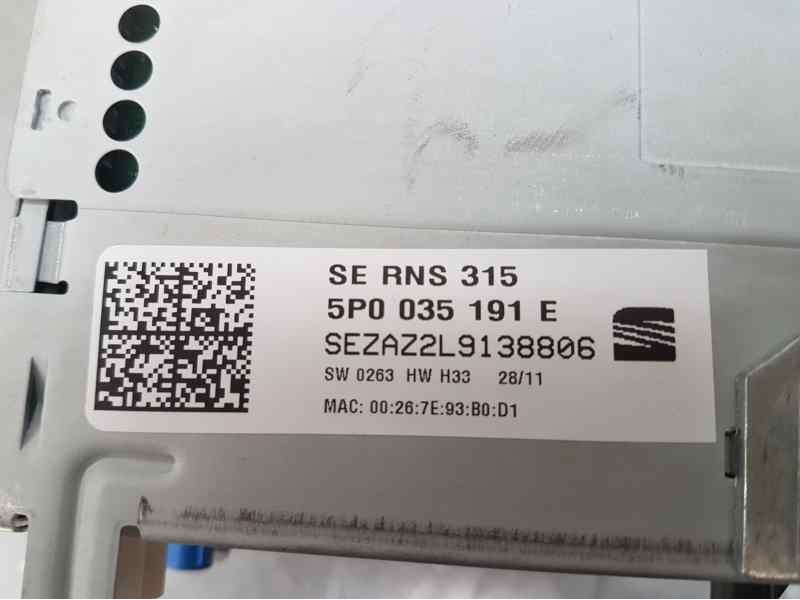 SE RNS 315
5P0 035 191 E
SEZAZ2L9138806
SW 0263 HW H33 28/11
MAC: 00:26:7E:93:B0:D1